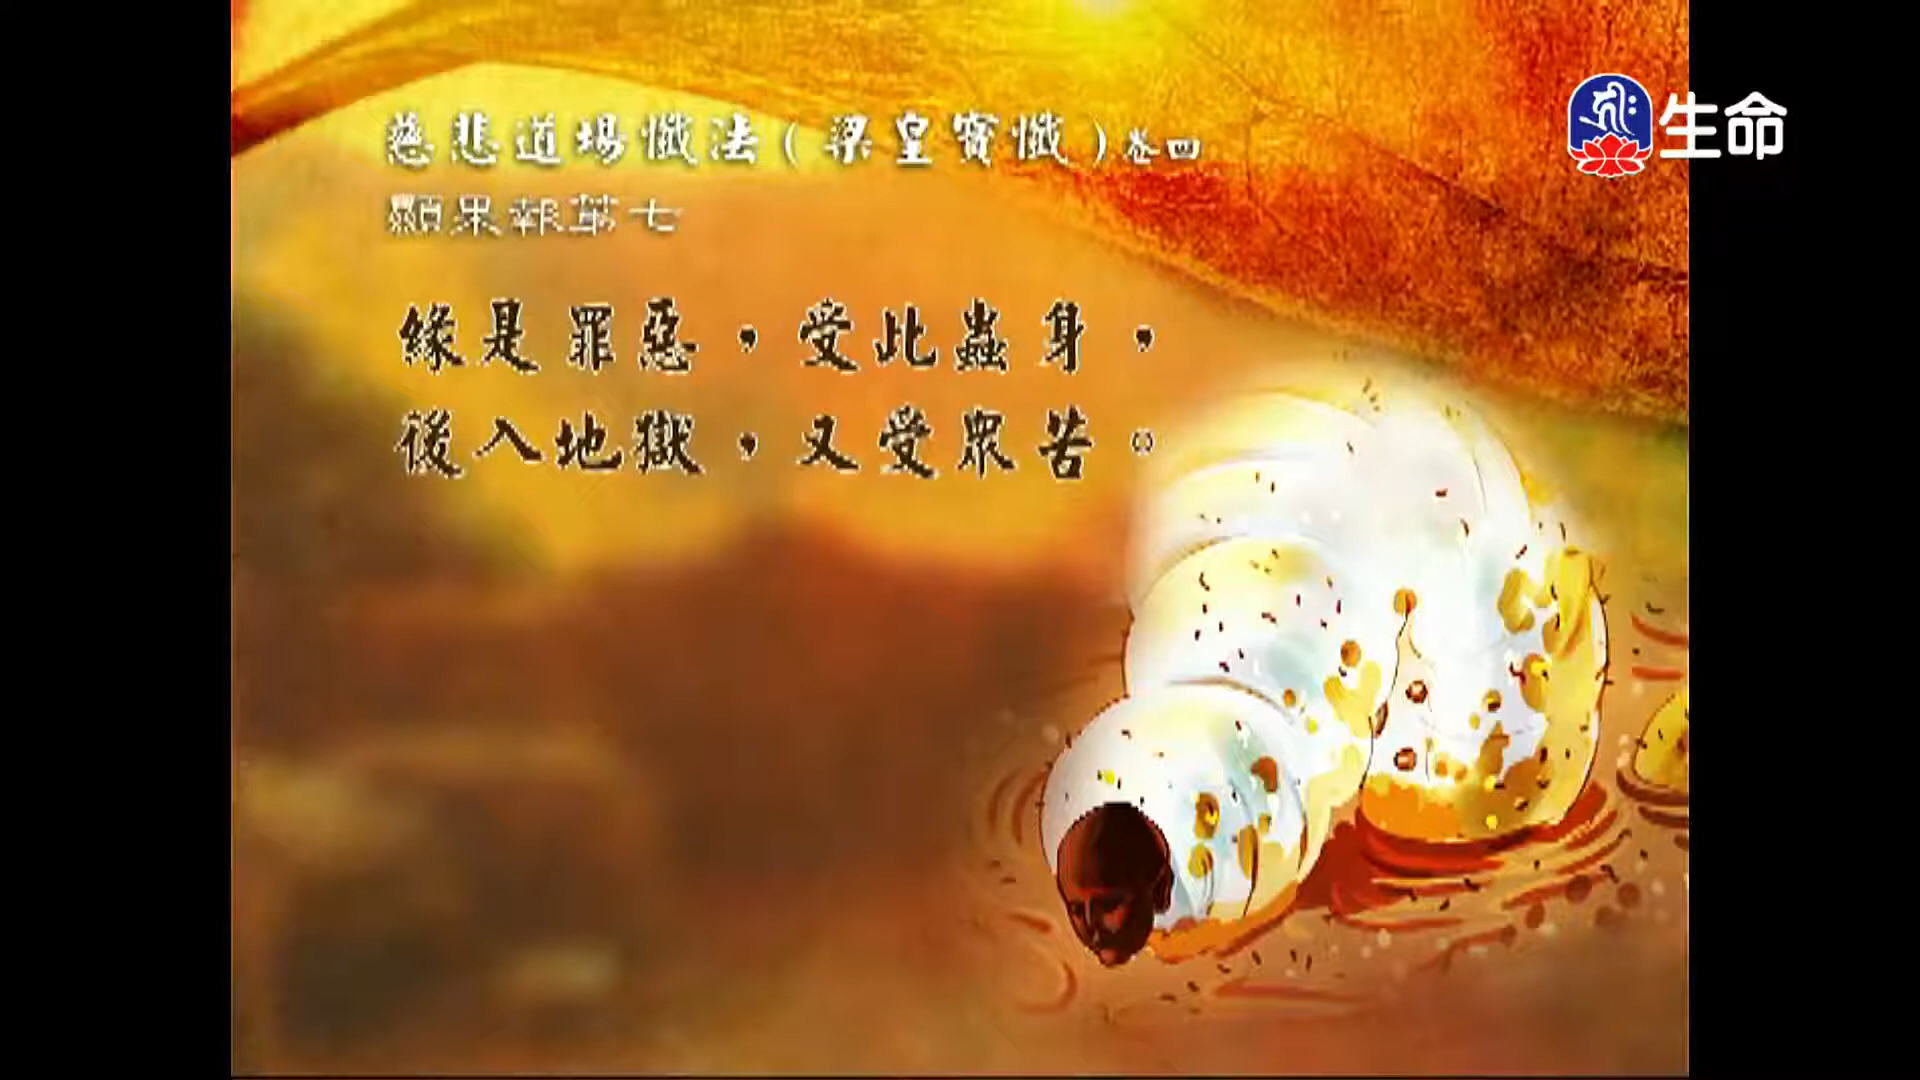 慈悲道場懺法(梁皇寶懺)卷四
顯果報第七
緣是罪惡，受此蟲身，
後入地獄，又受眾苦。
生命